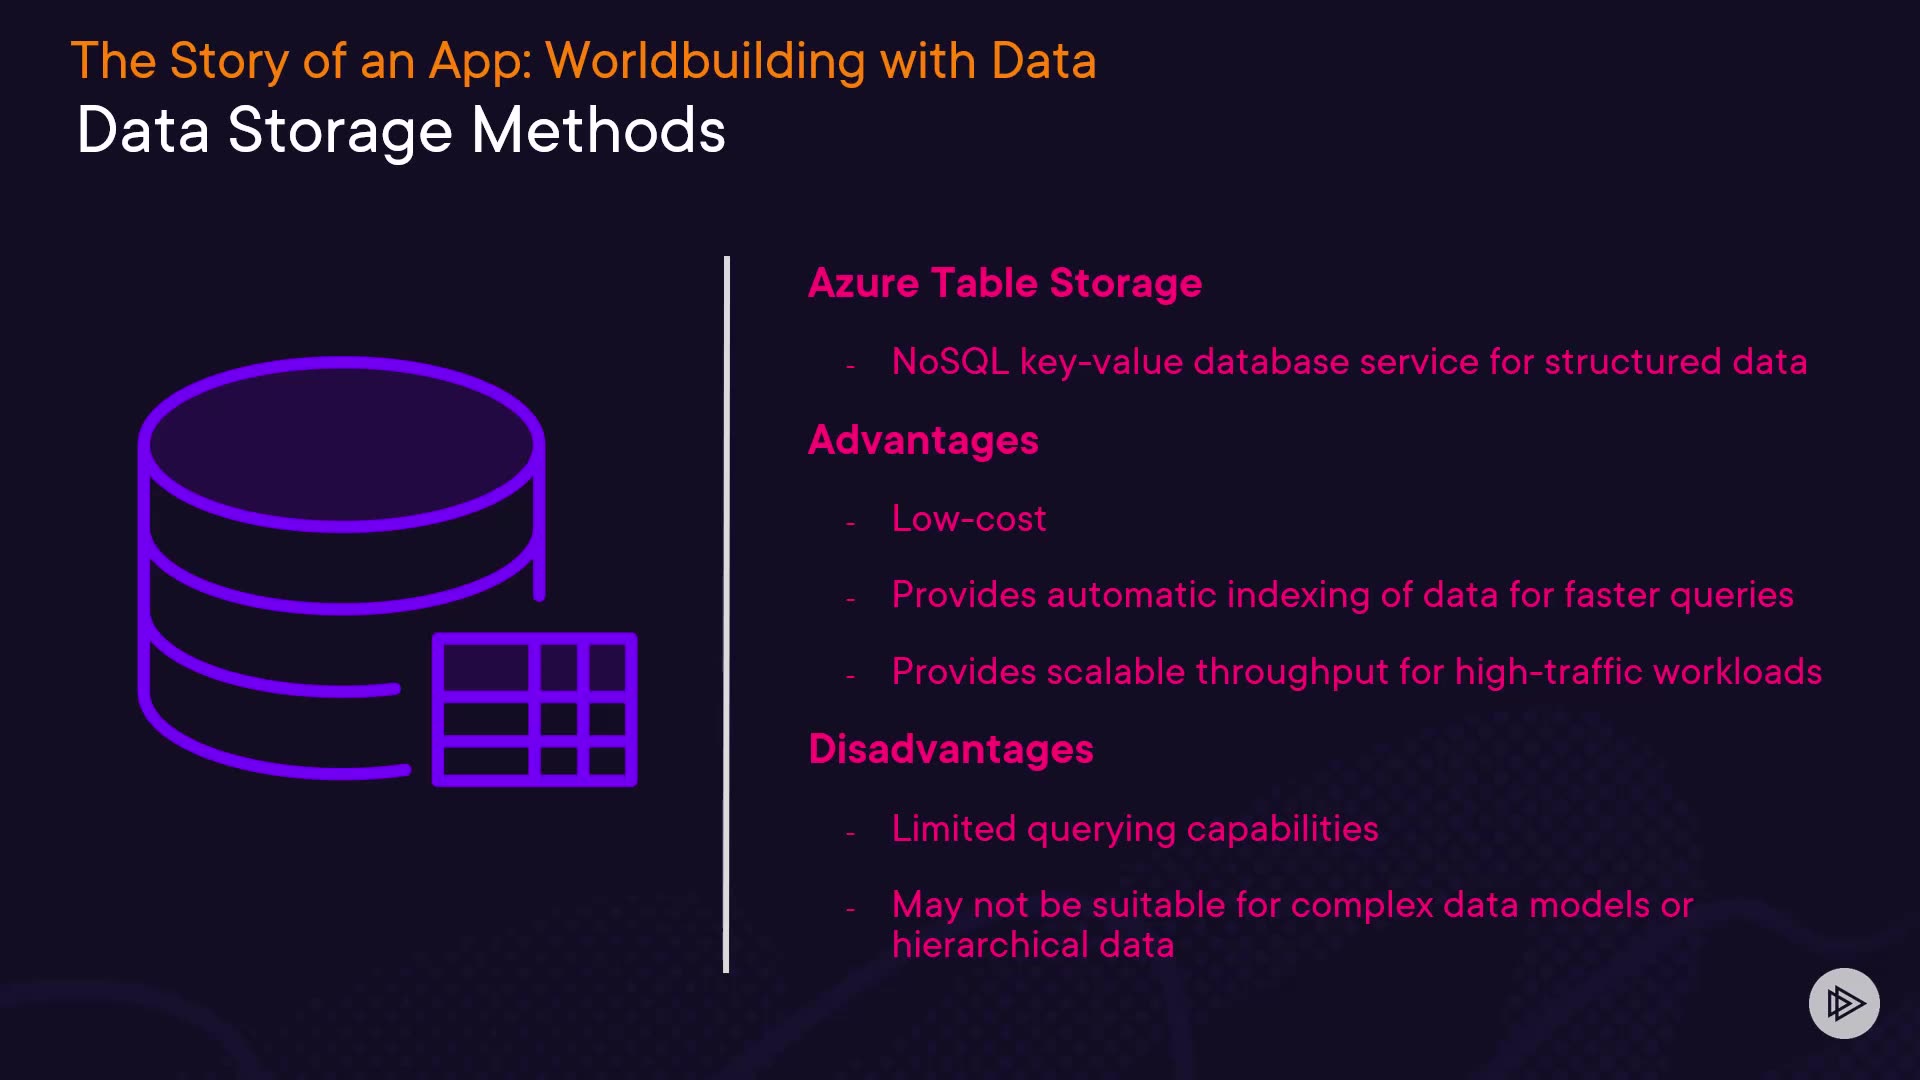 The Story of an App: Worldbuilding with Data
Data Storage Methods
Azure Table Storage
- NoSQL key-value database service for structured data
Advantages
- Low-cost
- Provides automatic indexing of data for faster queries
- Provides scalable throughput for high-traffic workloads
Disadvantages
- Limited querying capabilities
- May not be suitable for complex data models or
hierarchical data